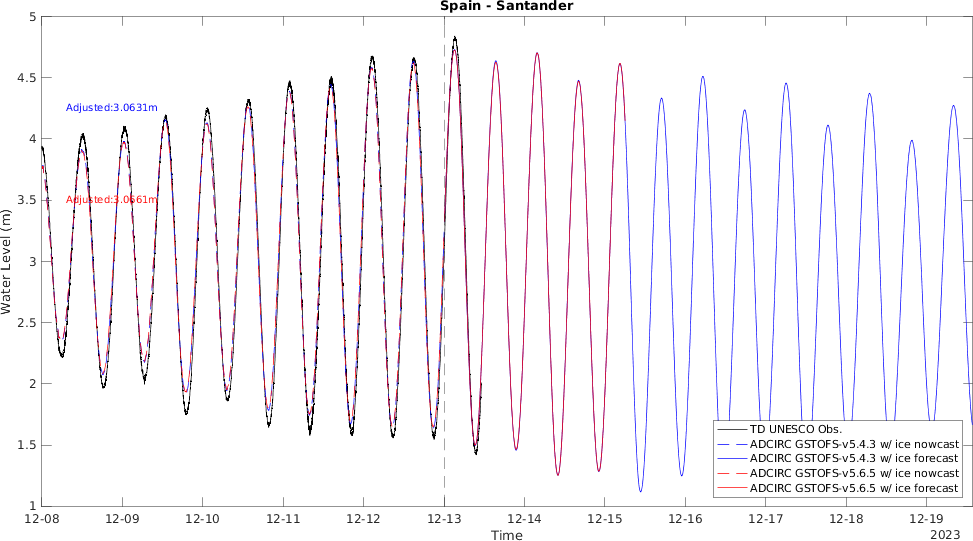 Spain - Santander
5
4.5
4
3.5
3
2.5
2
1.5
1
Water Level (m)
Adjusted:3.0631m
Adjusted:3.0661m
TD UNESCO Obs.
ADCIRC GSTOFS-v5.4.3 w/ ice nowcast
ADCIRC GSTOFS-v5.4.3 w/ ice forecast
ADCIRC GSTOFS-v5.6.5 w/ ice nowcast
ADCIRC GSTOFS-v5.6.5 w/ ice forecast
12-08 12-09 12-10 12-11 12-12 12-13 12-14 12-15 12-16 12-17 12-18 12-19
Time
2023